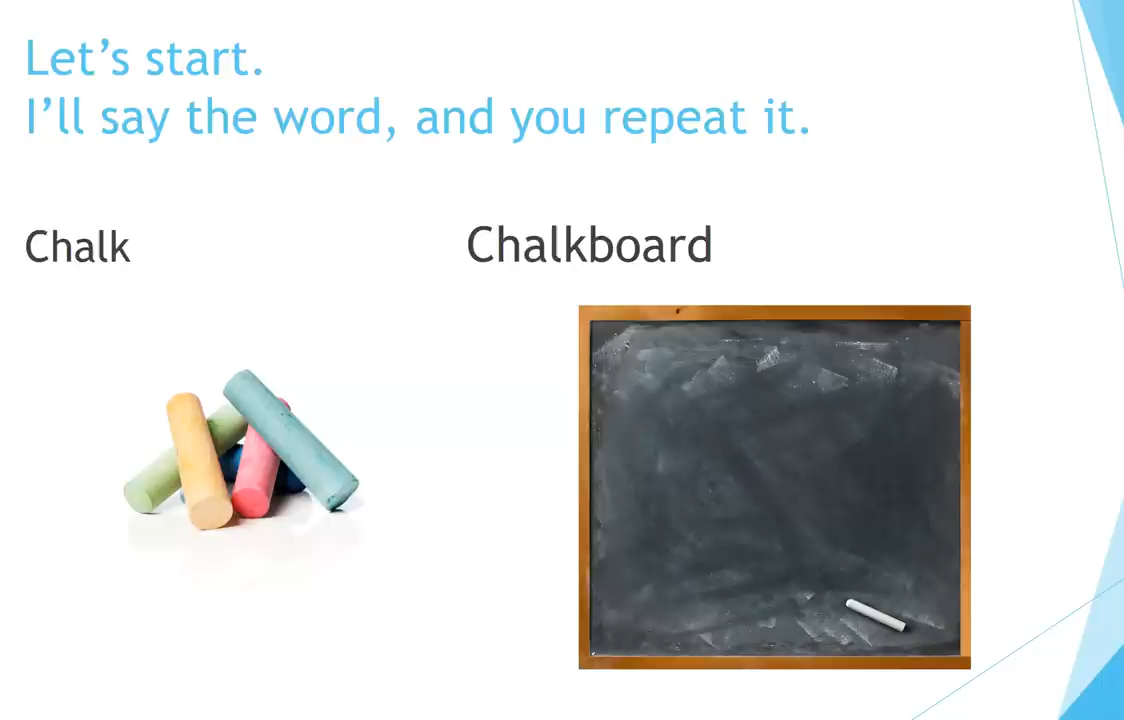 Let’s start.
I’ll say the word, and you repeat it.
Chalk
Chalkboard